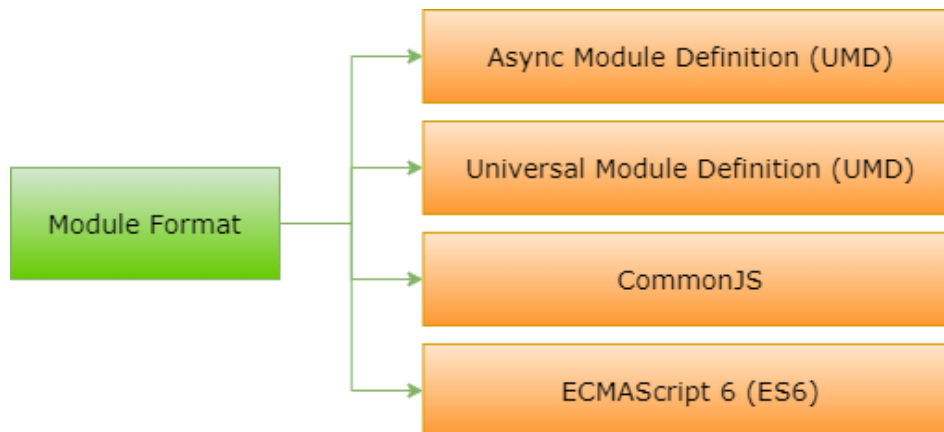 Async Module Definition (UMD)
Universal Module Definition (UMD)
Module Format
CommonJS
ECMAScript 6 (ES6)